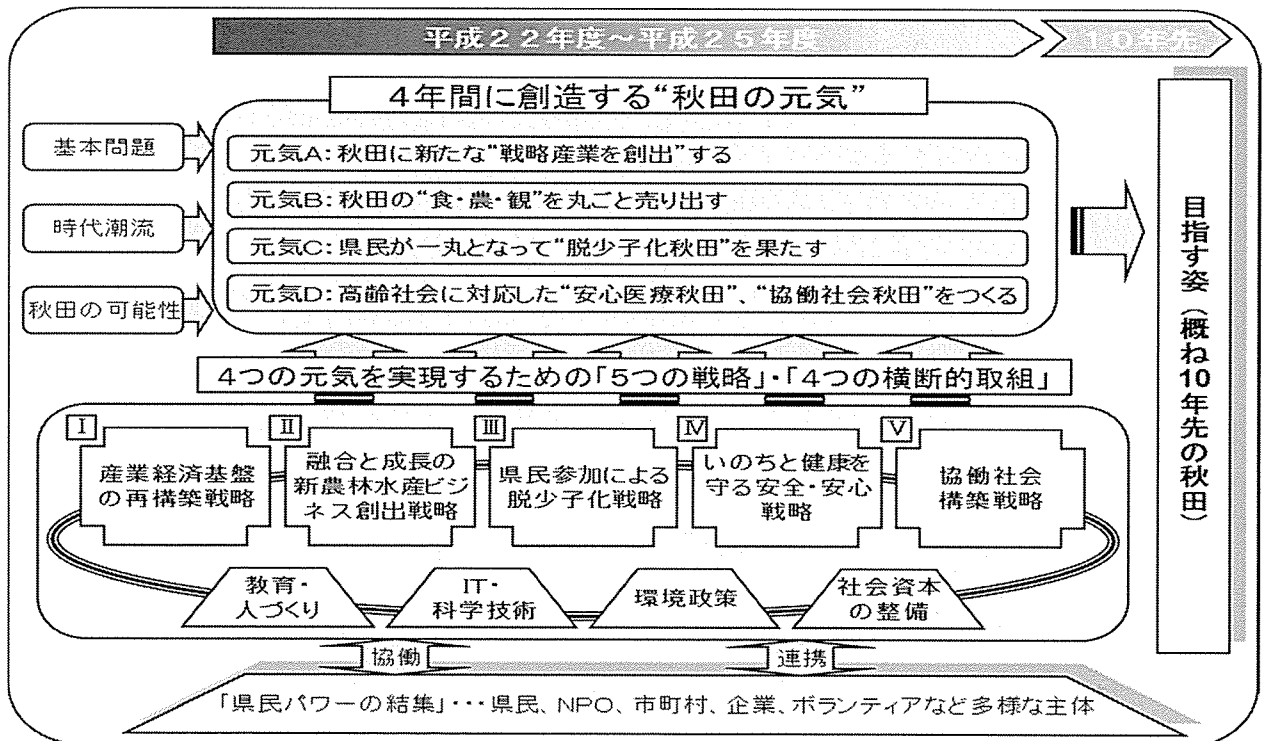 平成22年度～平成25年度
10年先
4年間に創造する“秋田の元気”
基本問題
時代潮流
秋田の可能性
元気A:秋田に新たな“戦略産業を創出”する
元気B:秋田の“食・農・観”を丸ごと売り出す
元気C:県民が一丸となって“脱少子化秋田”を果たす
元気D:高齢社会に対応した“安心医療秋田”、“協働社会秋田”をつくる
目指す姿(概ね10年先の秋田)
4つの元気を実現するための「5つの戦略」・「4つの横断的取組」
Ⅰ
産業経済基盤
の再構築戦略
Ⅱ
融合と成長の
新農林水産ビジ
ネス創出戦略
Ⅲ
県民参加による
脱少子化戦略
Ⅳ
いのちと健康を
守る安全・安心
戦略
Ⅴ
協働社会
構築戦略
教育・
人づくり
IT・
科学技術
環境政策
社会資本
の整備
協働
連携
「県民パワーの結集」・・・県民、NPO、市町村、企業、ボランティアなど多様な主体